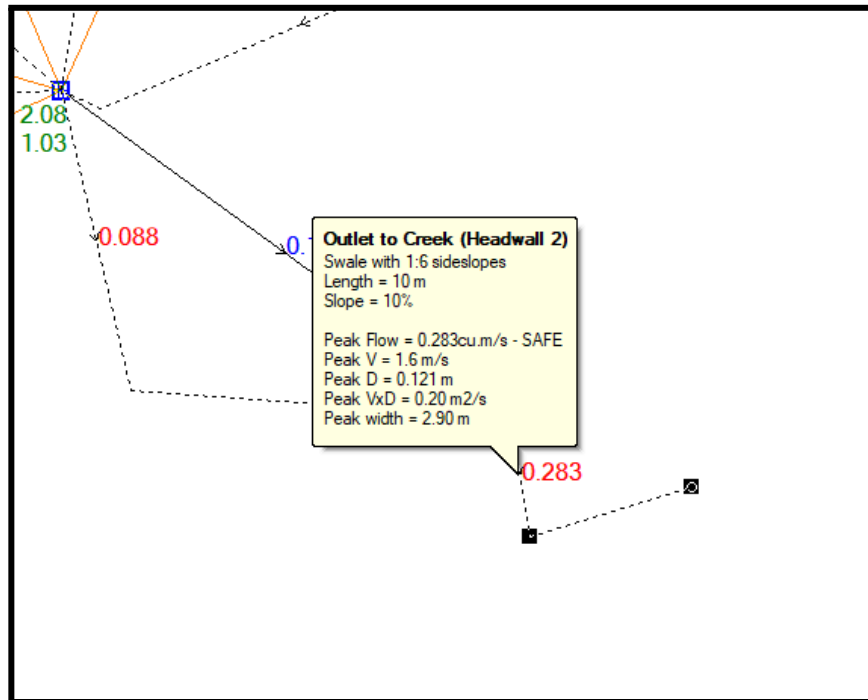 2.08
1.03
0.088
Outlet to Creek (Headwall 2)
Swale with 1:6 sideslopes
Length = 10 m
Slope = 10%
Peak Flow = 0.283cu.m/s - SAFE
Peak V = 1.6 m/s
Peak D = 0.121 m
Peak VxD = 0.20 m2/s
Peak width = 2.90 m
0.283